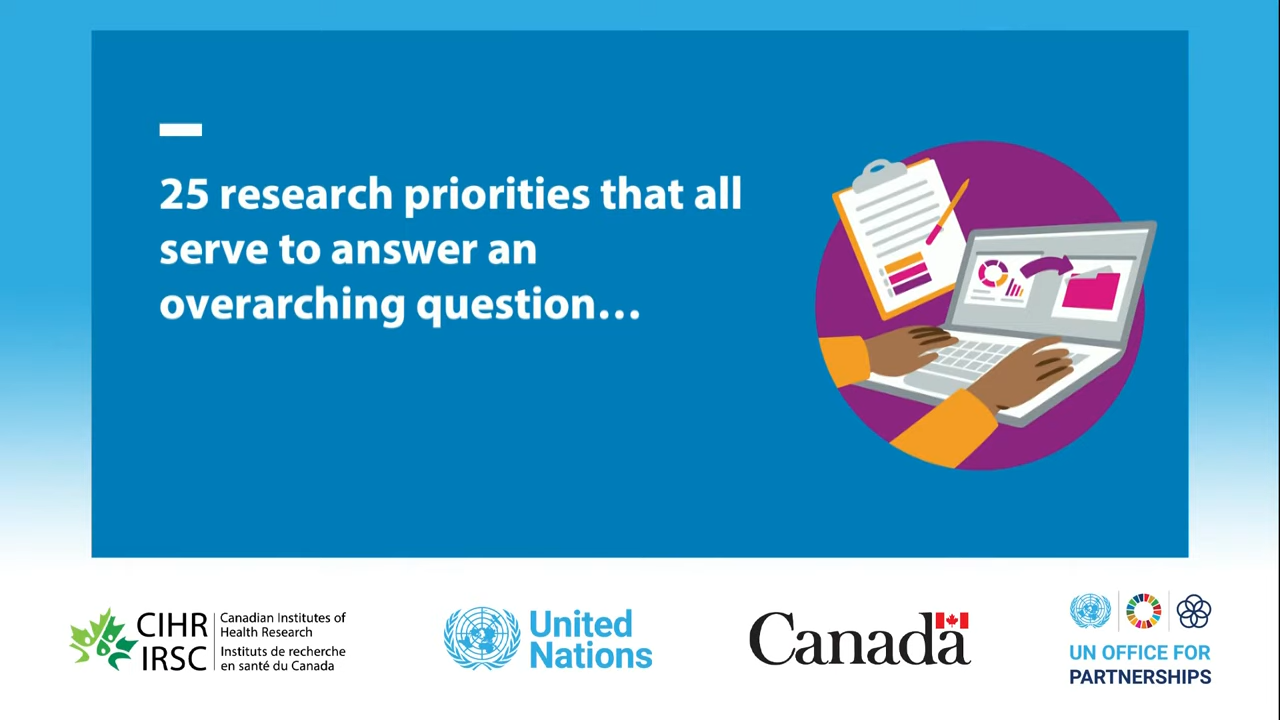 25 research priorities that all
serve to answer an
overarching question…
CIHR
IRSC
Canadian Institutes of
Health Research
Instituts de recherche
en santé du Canada
United
Nations
Canada
UN OFFICE FOR
PARTNERSHIPS